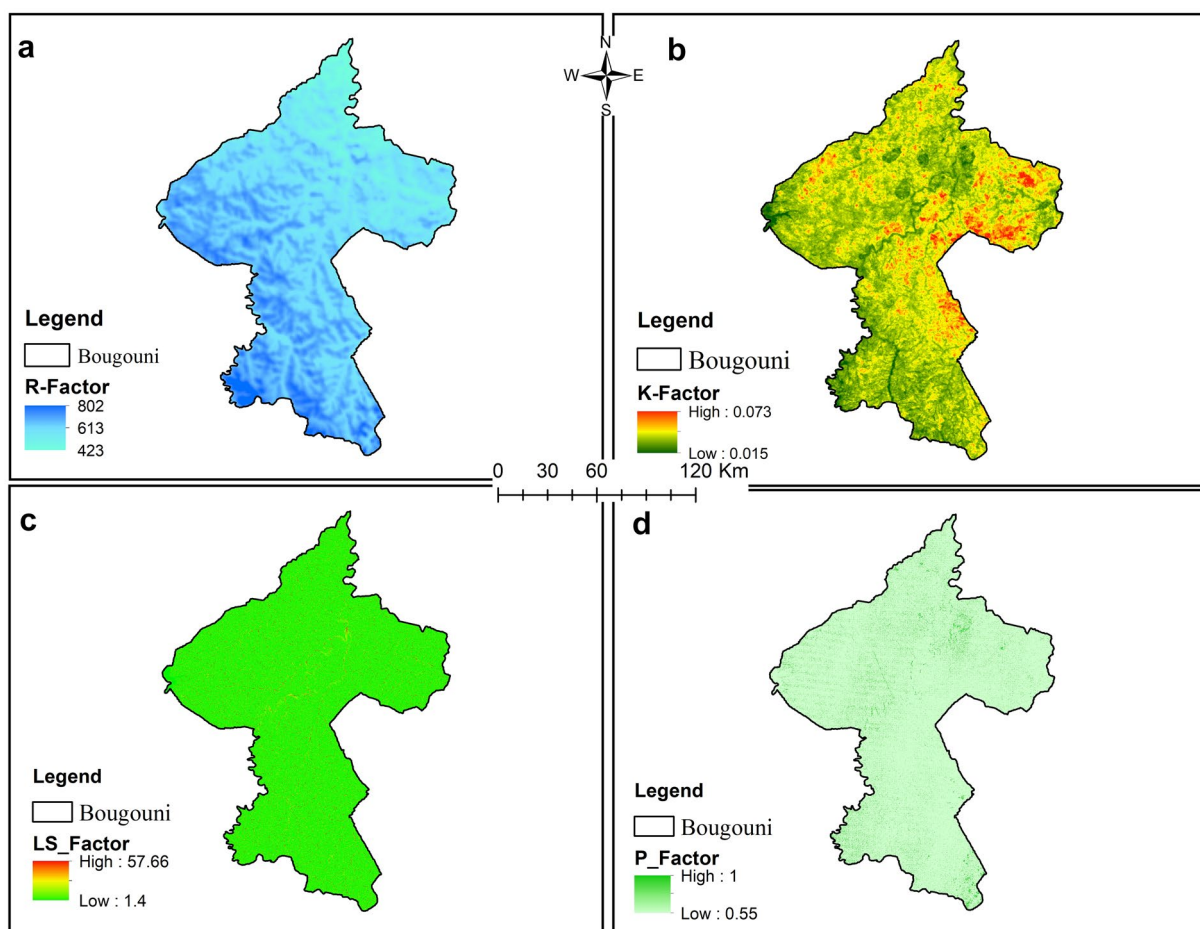 a
N
W E
S
b
Legend
Bougouni
R-Factor
802
613
423
Legend
Bougouni
K-Factor
High : 0.073
Low : 0.015
0 30 60 120 Km
c
Legend
Bougouni
LS_Factor
High : 57.66
Low : 1.4
d
Legend
Bougouni
P_Factor
High : 1
Low : 0.55